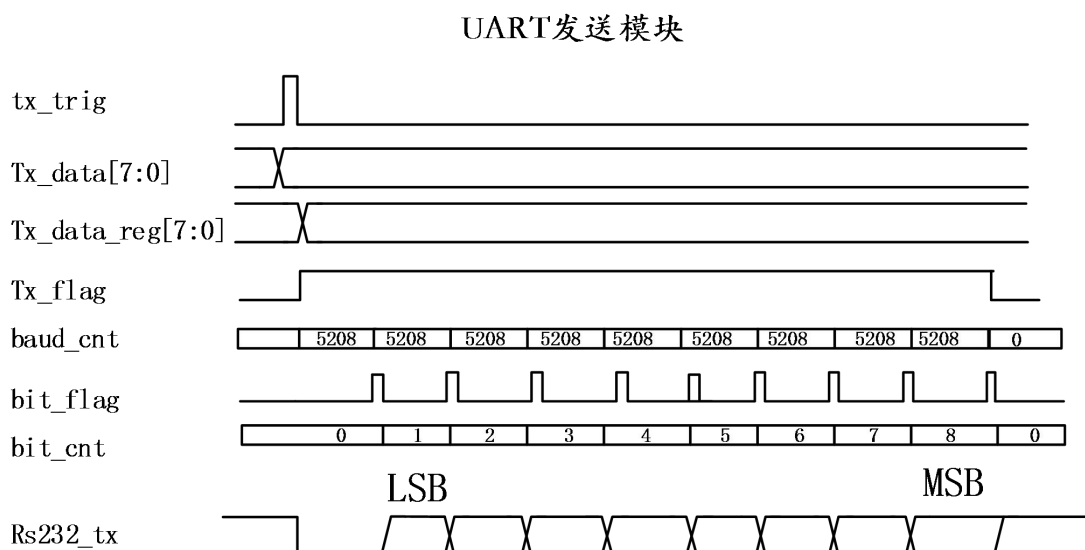 UART发送模块
tx_trig
Tx_data[7:0]
Tx_data_reg[7:0]
Tx_flag
baud_cnt 5208 5208 5208 5208 5208 5208 5208 5208 5208 0
bit_flag
bit_cnt 0 1 2 3 4 5 6 7 8 0
LSB MSB
Rs232_tx